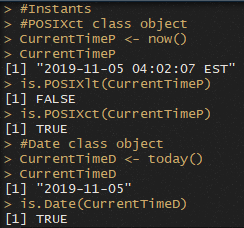 > #Instants
> #POSIXct class object
> CurrentTimeP <- now()
> CurrentTimeP
[1] "2019-11-05 04:02:07 EST"
> is.POSIXlt(CurrentTimeP)
[1] FALSE
> is.POSIXct(CurrentTimeP)
[1] TRUE
> #Date class object
> CurrentTimeD <- today()
> CurrentTimeD
[1] "2019-11-05"
> is.Date(CurrentTimeD)
[1] TRUE